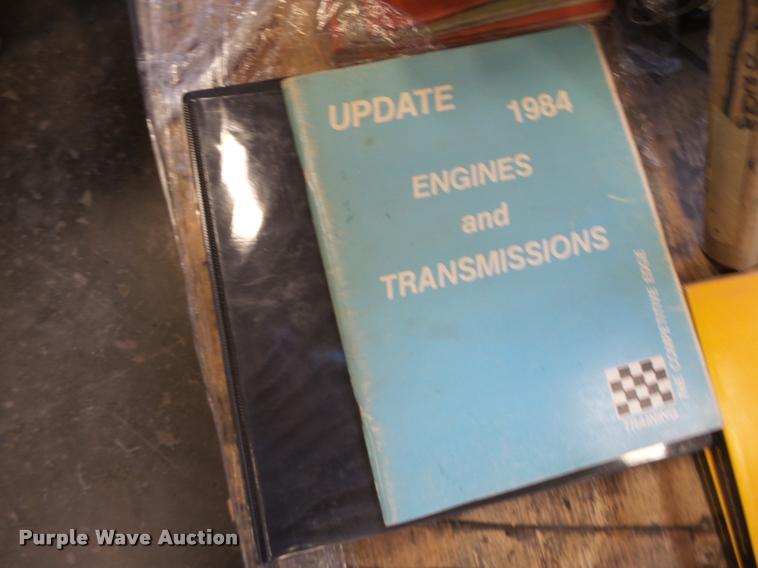 UPDATE 1984
ENGINES
and
TRANSMISSIONS
TRAINING THE COMPETITIVE EDGE
Purple Wave Auction